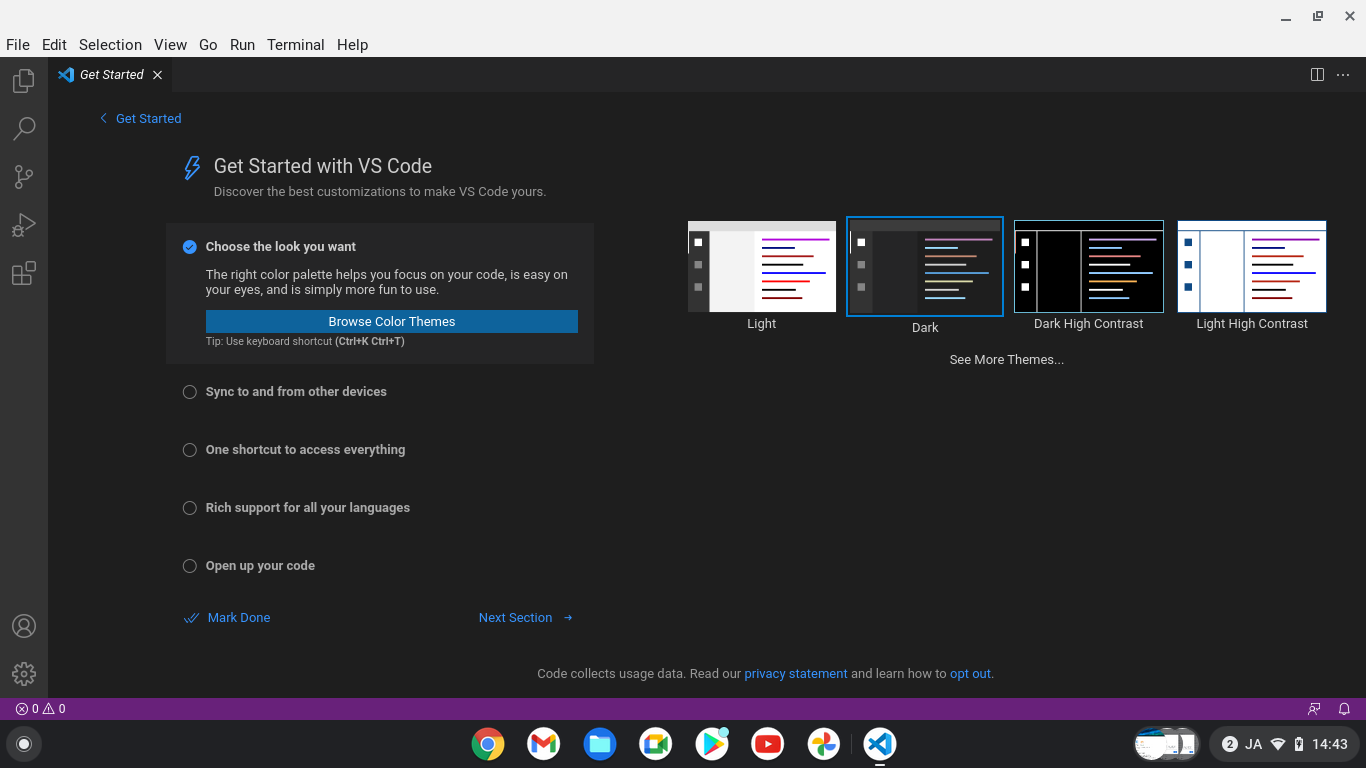 File Edit Selection View Go Run Terminal Help
Get Started
Get Started
Get Started with VS Code
Discover the best customizations to make VS Code yours.
Choose the look you want
The right color palette helps you focus on your code, is easy on
your eyes, and is simply more fun to use.
Browse Color Themes
Tip: Use keyboard shortcut (Ctrl+K Ctrl+T)
Light
Dark
Dark High Contrast
Light High Contrast
See More Themes...
Sync to and from other devices
One shortcut to access everything
Rich support for all your languages
Open up your code
Mark Done
Next Section
Code collects usage data. Read our privacy statement and learn how to opt out.
0 0
2 JA 14:43